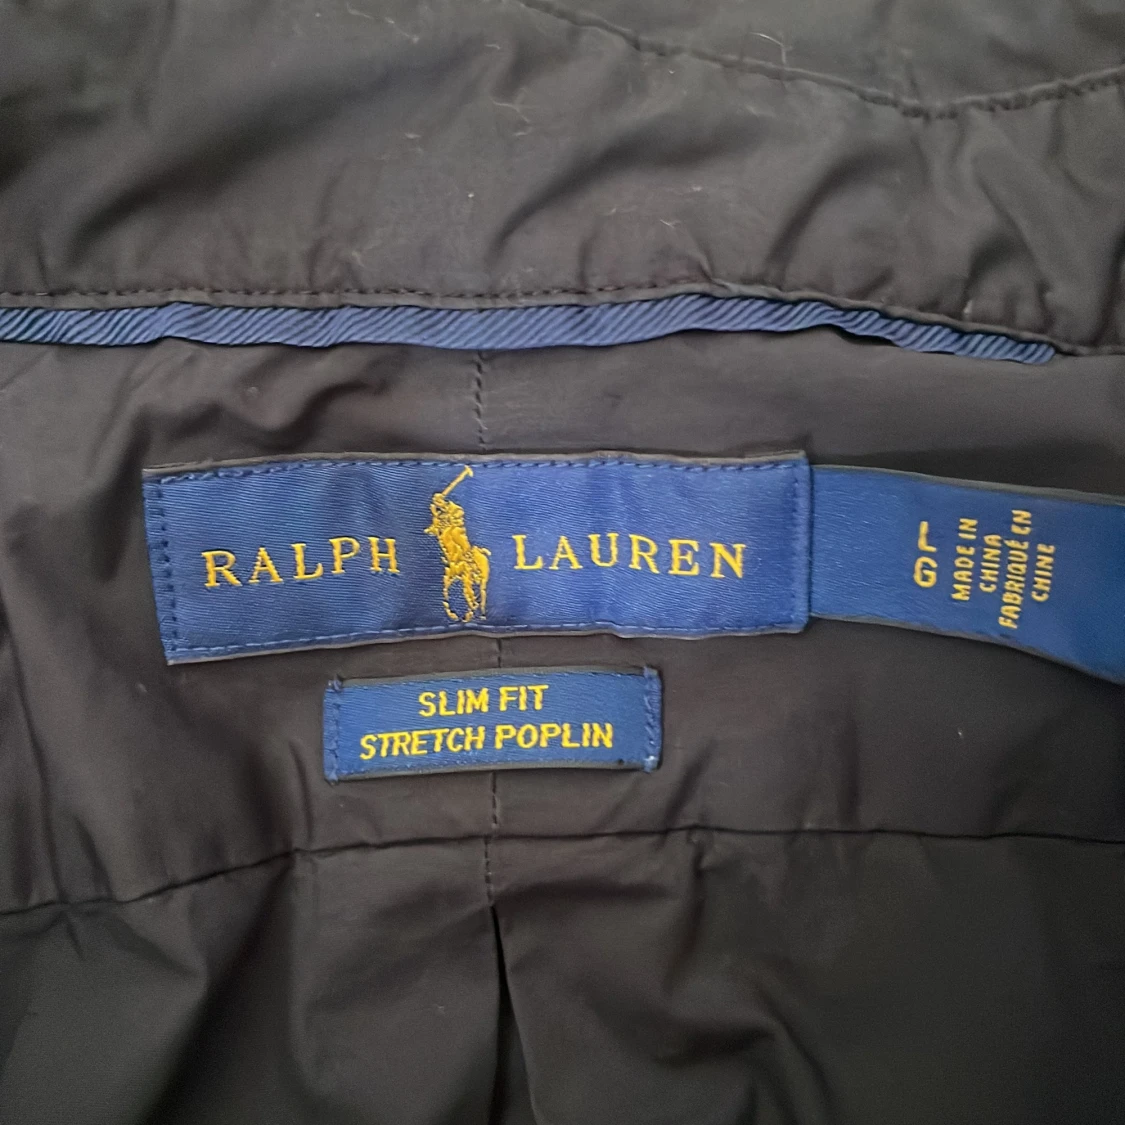 RALPH LAUREN
SLIM FIT
STRETCH POPLIN
G L
MADE IN
CHINA
FABRIQUÉ EN
CHINE